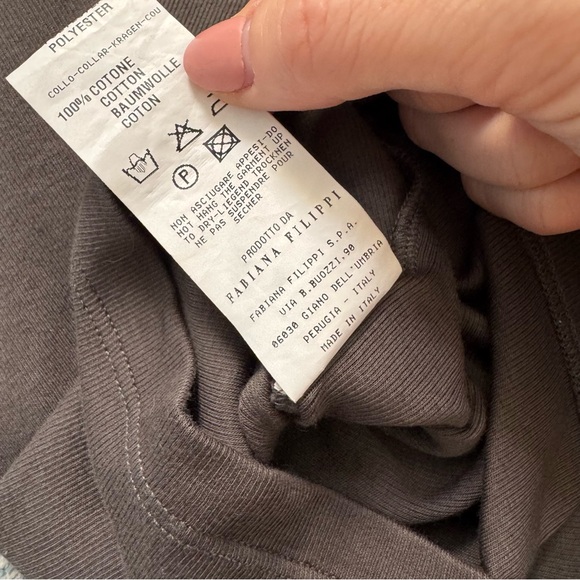 POLYESTER
COLLO-COLLAR-KRAGEN-COU
100% COTONE
COTTON
BAUMWOLLE
COTON
P
NON ASCIUGARE APPESI-DO
NOT HANG THE GARMENT UP
TO DRY-LIEGEND TROCKNEN
NE PAS SUSPENDRE POUR
SECHER
PRODOTTO DA
FABIANA FILIPPI
FABIANA FILIPPI S.P.A.
VIA B.BUOZZI,90
06030 GIANO DELL'UMBRIA
PERUGIA - ITALY
MADE IN ITALY